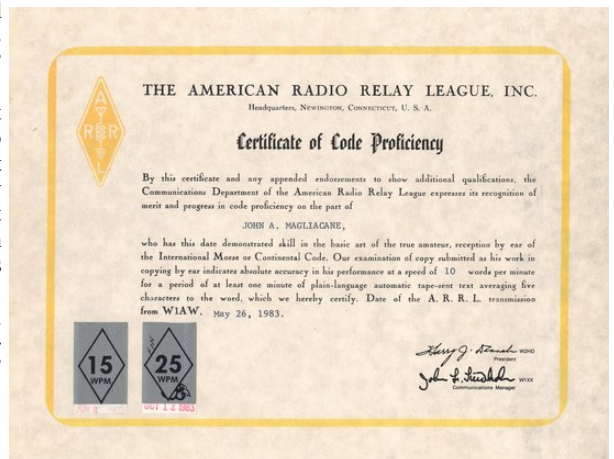 A
R R
L
THE AMERICAN RADIO RELAY LEAGUE, INC.
Headquarters, Newington, Connecticut, U. S. A.
Certificate of Code Proficiency
By this certificate and any appended endorsements to show additional qualifications, the
Communications Department of the American Radio Relay League expresses its recognition of
merit and progress in code proficiency on the part of
JOHN A. MAGLIACANE,
who has this date demonstrated skill in the basic art of the true amateur, reception by ear of
the International Morse or Continental Code. Our examination of copy submitted as his work in
copying by ear indicates absolute accuracy in his performance at a speed of 10 words per minute
for a period of at least one minute of plain-language automatic tape-sent text averaging five
characters to the word, which we hereby certify. Date of the A. R. R. L. transmission
from W1AW. May 26, 1983.
Harry J. W2HD
President
John F. Lindholm W1XX
Communications Manager
15
WPM
25
WPM
OCT 12 1983